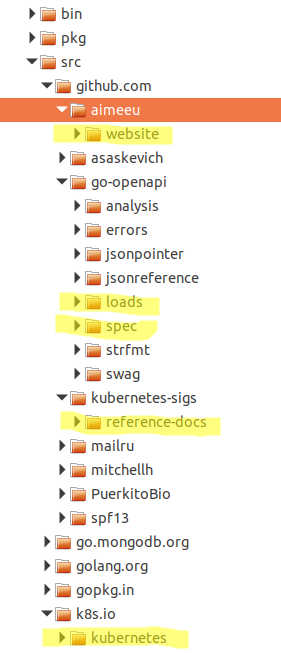 bin
pkg
src
github.com
aimeeu
website
asaskevich
go-openapi
analysis
errors
jsonpointer
jsonreference
loads
spec
strfmt
swag
kubernetes-sigs
reference-docs
mailru
mitchellh
PuerkitoBio
spf13
go.mongodb.org
golang.org
gopkg.in
k8s.io
kubernetes